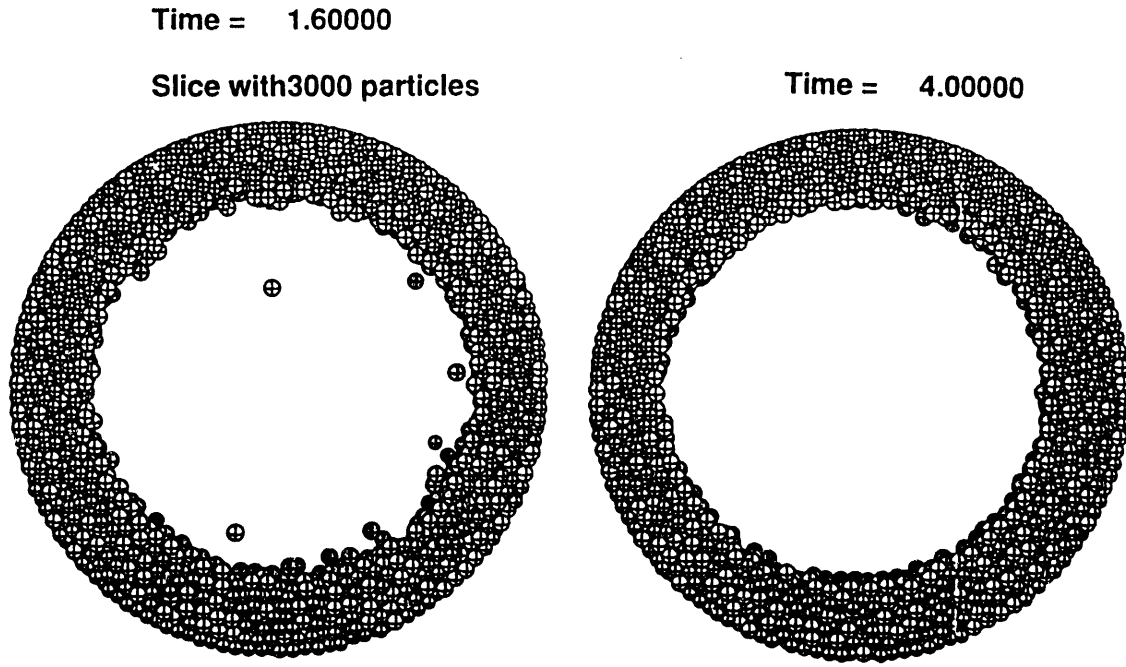 Time = 1.60000
Slice with3000 particles
Time = 4.00000